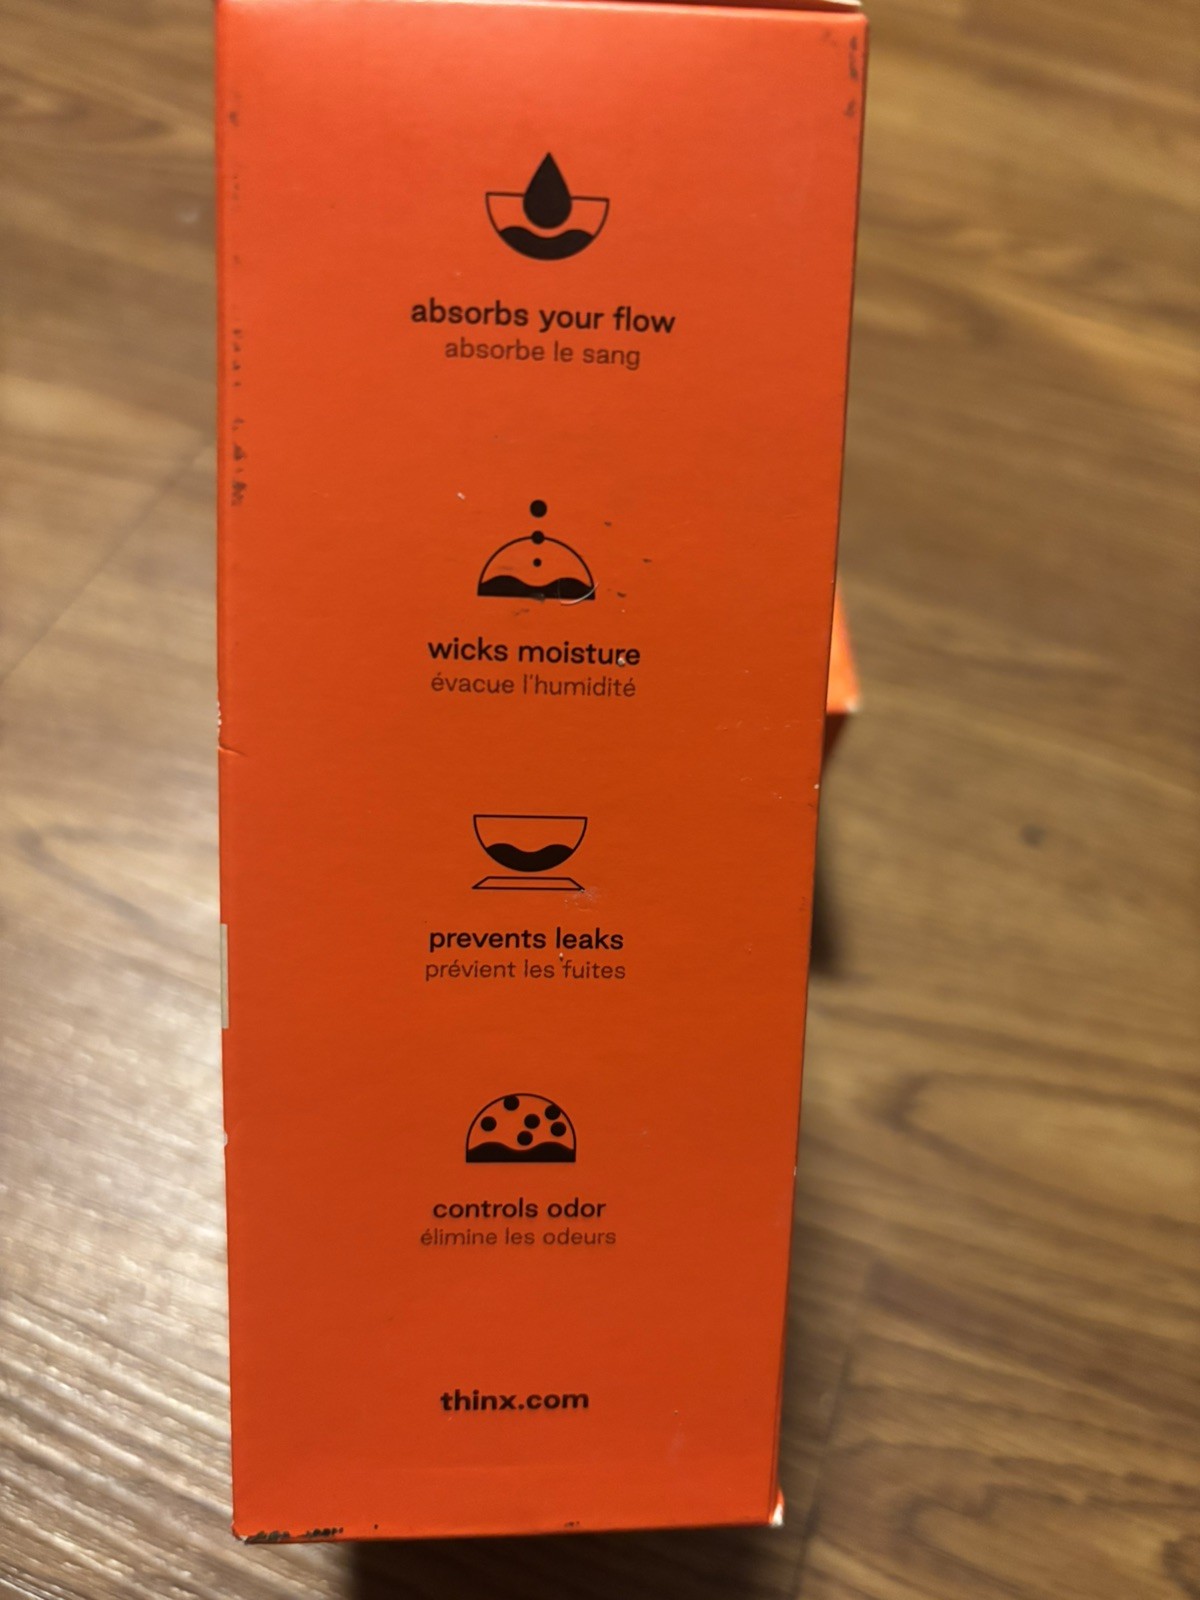 absorbs your flow
absorbe le sang
wicks moisture
évacue l'humidité
prevents leaks
prévient les fuites
controls odor
élimine les odeurs
thinx.com